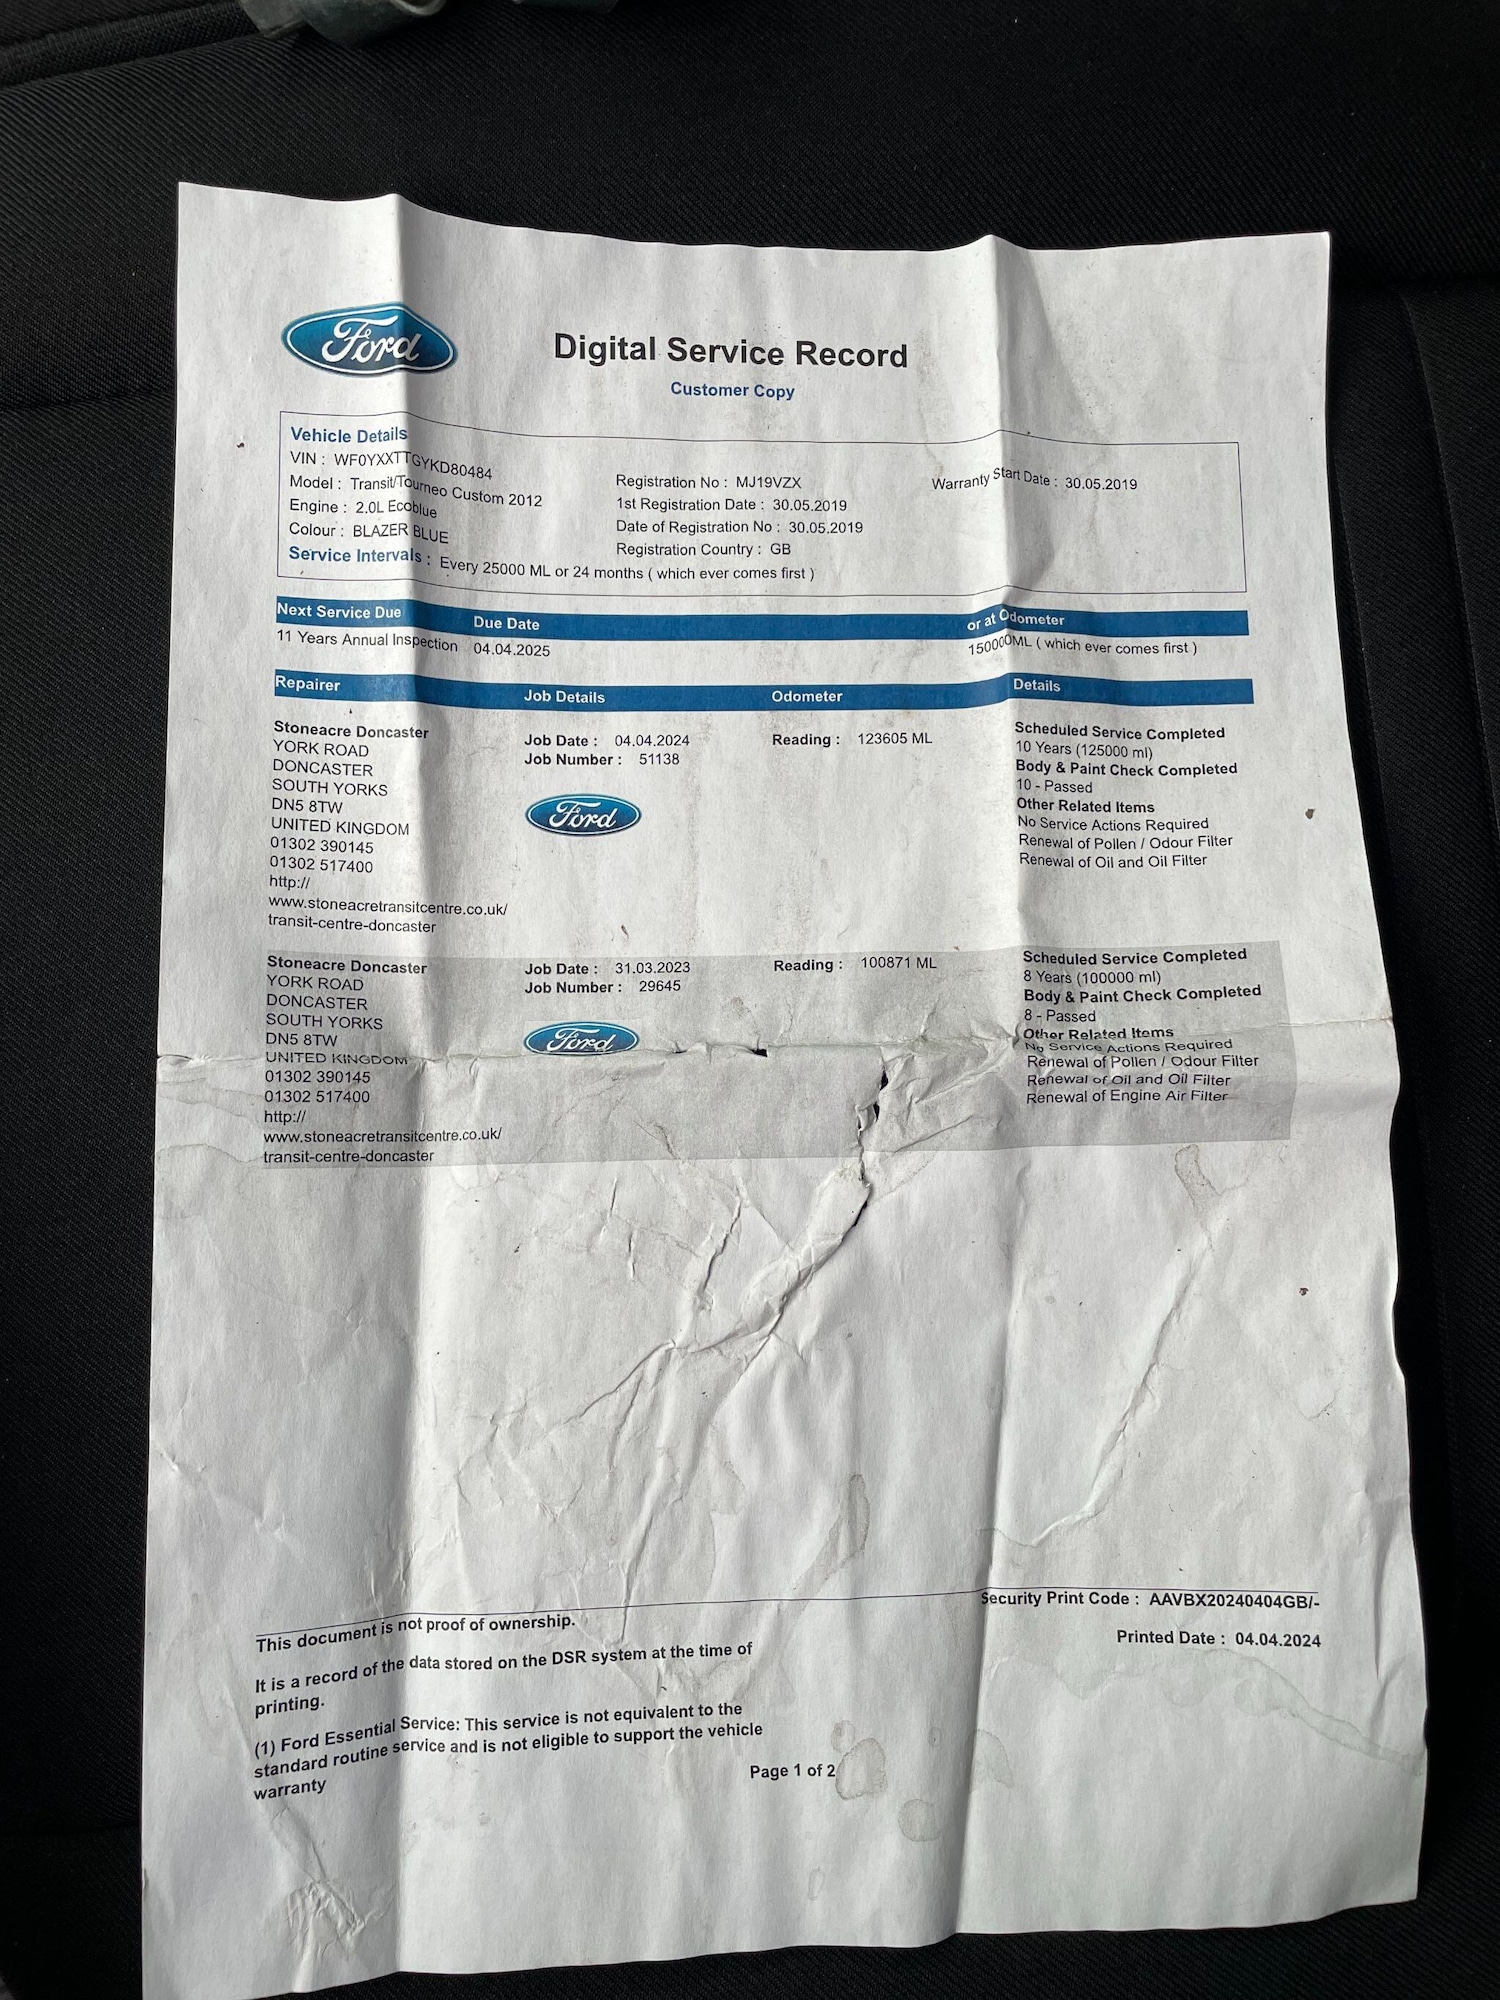 Ford
Digital Service Record
Customer Copy
Vehicle Details
VIN : WF0YXXTTGYKD80484
Model : Transit/Tourneo Custom 2012
Engine : 2.0L Ecoblue
Colour : BLAZER BLUE
Registration No : MJ19VZX
1st Registration Date : 30.05.2019
Date of Registration No : 30.05.2019
Registration Country : GB
Warranty Start Date : 30.05.2019
Service Intervals : Every 25000 ML or 24 months ( which ever comes first )
Next Service Due Due Date or at Odometer
11 Years Annual Inspection 04.04.2025 150000ML ( which ever comes first )
Repairer Job Details Odometer Details
Stoneacre Doncaster
YORK ROAD
DONCASTER
SOUTH YORKS
DN5 8TW
UNITED KINGDOM
01302 390145
01302 517400
http://
www.stoneacretransitcentre.co.uk/
transit-centre-doncaster
Job Date : 04.04.2024
Job Number : 51138
Ford
Reading : 123605 ML
Scheduled Service Completed
10 Years (125000 ml)
Body & Paint Check Completed
10 - Passed
Other Related Items
No Service Actions Required
Renewal of Pollen / Odour Filter
Renewal of Oil and Oil Filter
Stoneacre Doncaster
YORK ROAD
DONCASTER
SOUTH YORKS
DN5 8TW
UNITED KINGDOM
01302 390145
01302 517400
http://
www.stoneacretransitcentre.co.uk/
transit-centre-doncaster
Job Date : 31.03.2023
Job Number : 29645
Ford
Reading : 100871 ML
Scheduled Service Completed
8 Years (100000 ml)
Body & Paint Check Completed
8 - Passed
Other Related Items
No Service Actions Required
Renewal of Pollen / Odour Filter
Renewal of Oil and Oil Filter
Renewal of Engine Air Filter
This document is not proof of ownership.
It is a record of the data stored on the DSR system at the time of
printing.
(1) Ford Essential Service: This service is not equivalent to the
standard routine service and is not eligible to support the vehicle
warranty
Security Print Code : AAVBX20240404GB/-
Printed Date : 04.04.2024
Page 1 of 2